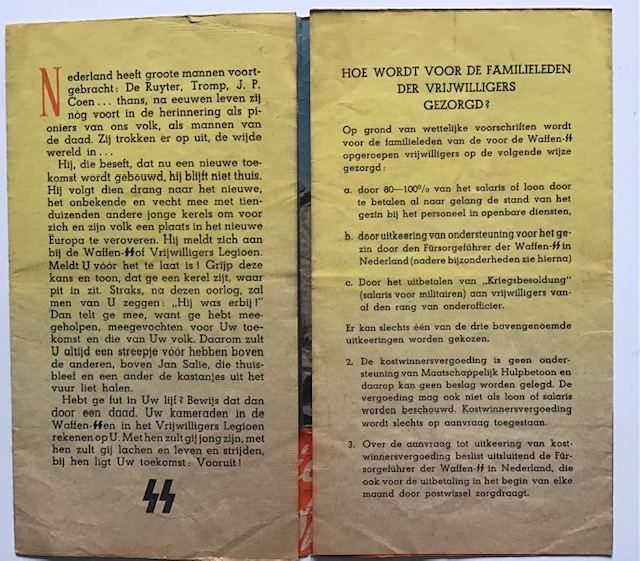 Nederland heeft groote mannen voort-
gebracht: De Ruyter, Tromp, J. P.
Coen... thans, na eeuwen leven zij
nòg voort in de herinnering als pi-
oniers van ons volk, als mannen van
de daad. Zij trokken er op uit, de wijde
wereld in...
Hij, die beseft, dat nu een nieuwe toe-
komst wordt gebouwd, hij blijft niet thuis.
Hij volgt dien drang naar het nieuwe,
het onbekende en vecht mee met tien-
duizenden andere jonge kerels om voor
zich en zijn volk een plaats in het nieuwe
Europa te veroveren. Hij meldt zich aan
bij de Waffen-SS of Vrijwilligers Legioen.
Meldt U vóór het te laat is! Grijp deze
kans en toon, dat ge een kerel zijt, waar
pit in zit. Straks, na dezen oorlog, zal
men van U zeggen: „Hij was erbij!"
Dan telt ge mee, want ge hebt mee-
geholpen, meegevochten voor Uw toe-
komst en die van Uw volk. Daarom zult
U altijd een streepje vóór hebben boven
de anderen, boven Jan Salie, die thuis-
bleef en een ander de kastanjes uit het
vuur liet halen.
Hebt ge fut in Uw lijf? Bewijs dat dan
door een daad. Uw kameraden in de
Waffen-SS en in het Vrijwilligers Legioen
rekenen op U. Met hen zult gij jong zijn, met
hen zult gij lachen en leven en strijden,
bij hen ligt Uw toekomst: Vooruit!
SS
HOE WORDT VOOR DE FAMILIELEDEN
DER VRIJWILLIGERS
GEZORGD?
Op grond van wettelijke voorschriften wordt
voor de familieleden van de voor de Waffen-SS
opgeroepen vrijwilligers op de volgende wijze
gezorgd:
a. door 80—100% van het salaris of loon door
te betalen al naar gelang de stand van het
gezin bij het personeel in openbare diensten,
b. door uitkeering van ondersteuning voor het ge-
zin door den Fürsorgeführer der Waffen-SS in
Nederland (nadere bijzonderheden zie hierna)
c. Door het uitbetalen van „Kriegsbesoldung"
(salaris voor militairen) aan vrijwilligers van-
af den rang van onderofficier.
Er kan slechts één van de drie bovengenoemde
uitkeeringen worden gekozen.
2. De kostwinnersvergoeding is geen onder-
steuning van Maatschappelijk Hulpbetoon en
daarop kan geen beslag worden gelegd. De
vergoeding mag ook niet als loon of salaris
worden beschouwd. Kostwinnersvergoeding
wordt slechts op aanvraag toegestaan.
3. Over de aanvraag tot uitkeering van kost-
winnersvergoeding beslist uitsluitend de Für-
sorgeführer der Waffen-SS in Nederland, die
ook voor de uitbetaling in het begin van elke
maand door postwissel zorgdraagt.